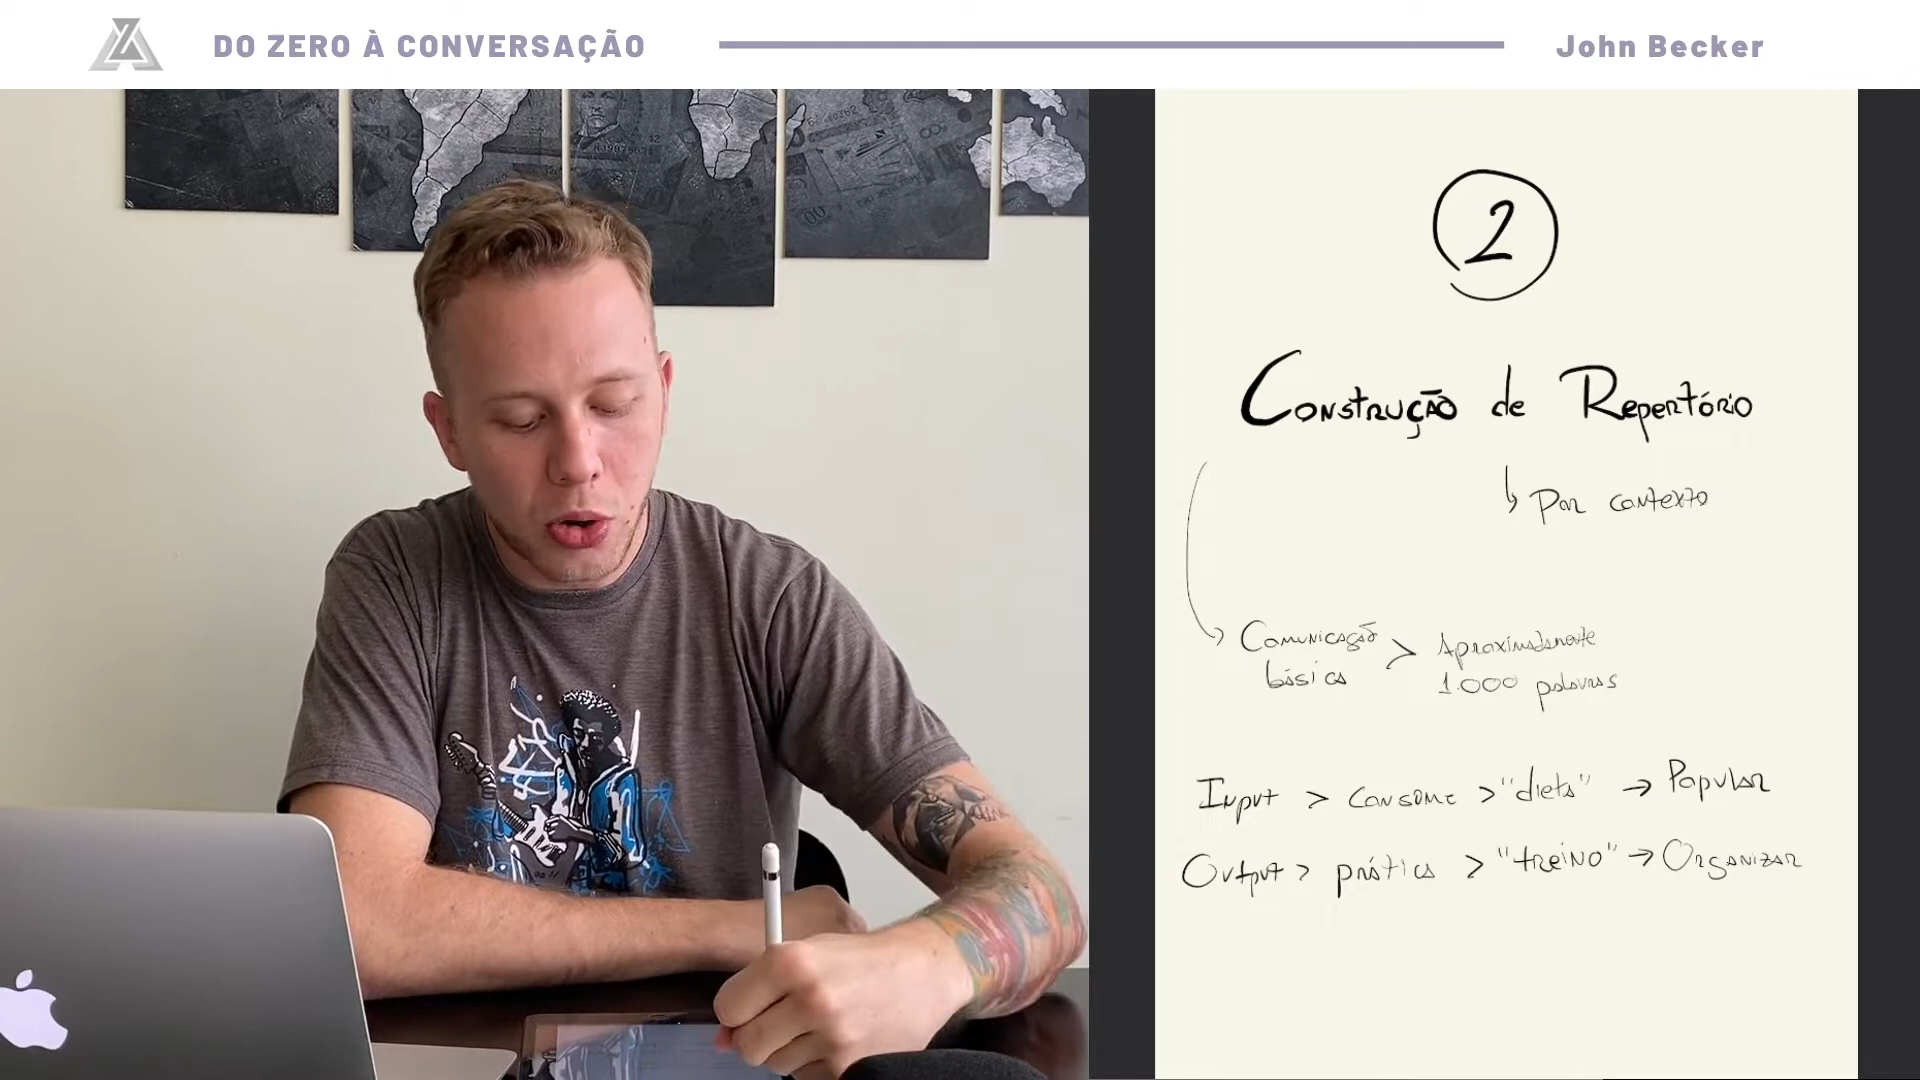 DO ZERO À CONVERSAÇÃO
John Becker
2
Construção de Repertório
↳ Por contexto
→ Comunicação básica > Aproximadamente 1.000 palavras
Input > Consome > "dieta" → Popular
Output > prática > "treino" → Organizar